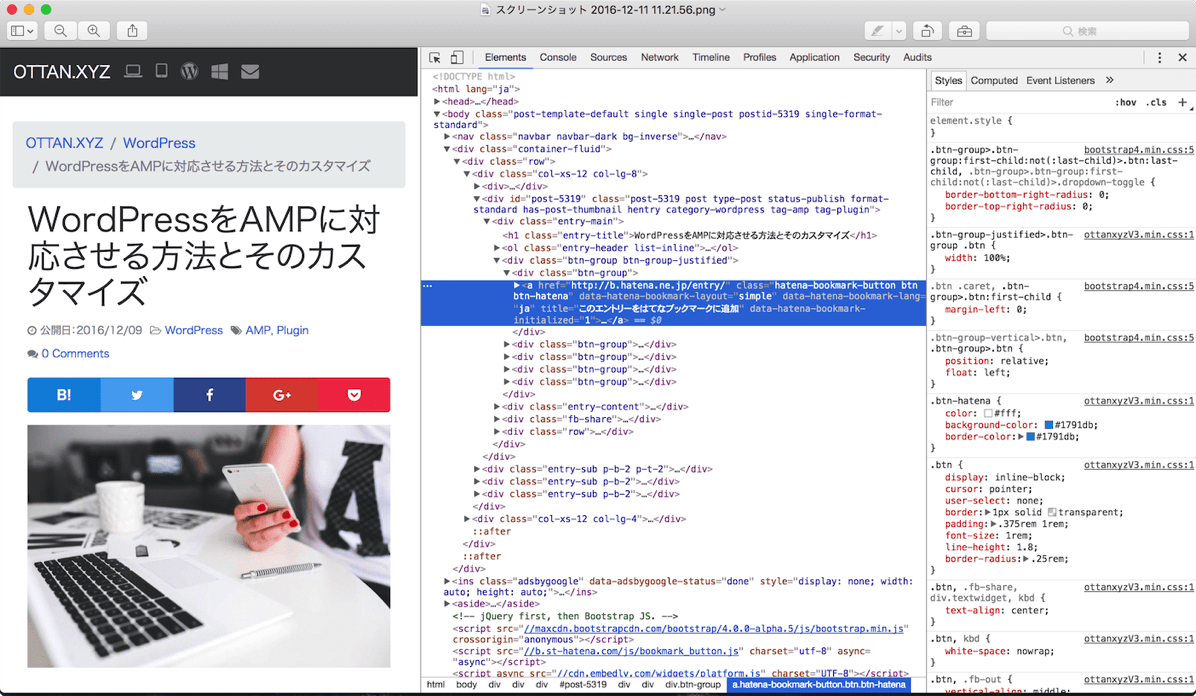 スクリーンショット 2016-12-11 11.21.56.png
検索
OTTAN.XYZ
OTTAN.XYZ / WordPress
/ WordPressをAMPに対応させる方法とそのカスタマイズ
WordPressをAMPに対
応させる方法とそのカス
タマイズ
公開日:2016/12/09 WordPress AMP, Plugin
0 Comments
B!
f
G+
Elements Console Sources Network Timeline Profiles Application Security Audits
<!DOCTYPE html>
<html lang="ja">
<head>…</head>
<body class="post-template-default single single-post postid-5319 single-format-
standard">
<nav class="navbar navbar-dark bg-inverse">…</nav>
<div class="container-fluid">
<div class="row">
<div class="col-xs-12 col-lg-8">
<div>…</div>
<div id="post-5319" class="post-5319 post type-post status-publish format-
standard has-post-thumbnail hentry category-wordpress tag-amp tag-plugin">
<div class="entry-main">
<h1 class="entry-title">WordPressをAMPに対応させる方法とそのカスタマイズ</h1>
<ol class="entry-header list-inline">…</ol>
<div class="btn-group btn-group-justified">
<div class="btn-group">
… <a href="http://b.hatena.ne.jp/entry/" class="hatena-bookmark-button btn
btn-hatena" data-hatena-bookmark-layout="simple" data-hatena-bookmark-lang=
"ja" title="このエントリーをはてなブックマークに追加" data-hatena-bookmark-
initialized="1">…</a> == $0
</div>
<div class="btn-group">…</div>
<div class="btn-group">…</div>
<div class="btn-group">…</div>
<div class="btn-group">…</div>
</div>
<div class="entry-content">…</div>
<div class="fb-share">…</div>
<div class="row">…</div>
</div>
</div>
<div class="entry-sub p-b-2 p-t-2">…</div>
<div class="entry-sub p-b-2">…</div>
<div class="entry-sub p-b-2">…</div>
</div>
<div class="col-xs-12 col-lg-4">…</div>
::after
</div>
::after
</div>
<ins class="adsbygoogle" data-adsbygoogle-status="done" style="display: none; width:
auto; height: auto;">…</ins>
<aside>…</aside>
<!-- jQuery first, then Bootstrap JS. -->
<script src="//maxcdn.bootstrapcdn.com/bootstrap/4.0.0-alpha.5/js/bootstrap.min.js"
crossorigin="anonymous"></script>
<script src="//b.st-hatena.com/js/bookmark_button.js" charset="utf-8" async=
"async"></script>
<script async src="//cdn.embedly.com/widgets/platform.js" charset="UTF-8"></script>
html body div div div #post-5319 div div div.btn-group a.hatena-bookmark-button.btn.btn-hatena
Styles Computed Event Listeners »
Filter :hov .cls +
element.style {
}
.btn-group>.btn-
group:first-child:not(:last-child)>.btn:last-
child, .btn-group>.btn-group:first-
child:not(:last-child)>.dropdown-toggle {
bootstrap4.min.css:5
border-bottom-right-radius: 0;
border-top-right-radius: 0;
}
.btn-group-justified>.btn-
group .btn {
ottanxyzV3.min.css:1
width: 100%;
}
.btn .caret, .btn-
group>.btn:first-child {
bootstrap4.min.css:5
margin-left: 0;
}
.btn-group-vertical>.btn,
.btn-group>.btn {
bootstrap4.min.css:5
position: relative;
float: left;
}
.btn-hatena {
ottanxyzV3.min.css:1
color: #fff;
background-color: #1791db;
border-color: #1791db;
}
.btn {
ottanxyzV3.min.css:1
display: inline-block;
cursor: pointer;
user-select: none;
border: 1px solid transparent;
padding: .375rem 1rem;
font-size: 1rem;
line-height: 1.8;
border-radius: .25rem;
}
.btn, .fb-share,
div.textwidget, kbd {
ottanxyzV3.min.css:1
text-align: center;
}
.btn, kbd {
ottanxyzV3.min.css:1
white-space: nowrap;
}
.btn, .fb-out {
ottanxyzV3.min.css:1
vertical-align: middle;